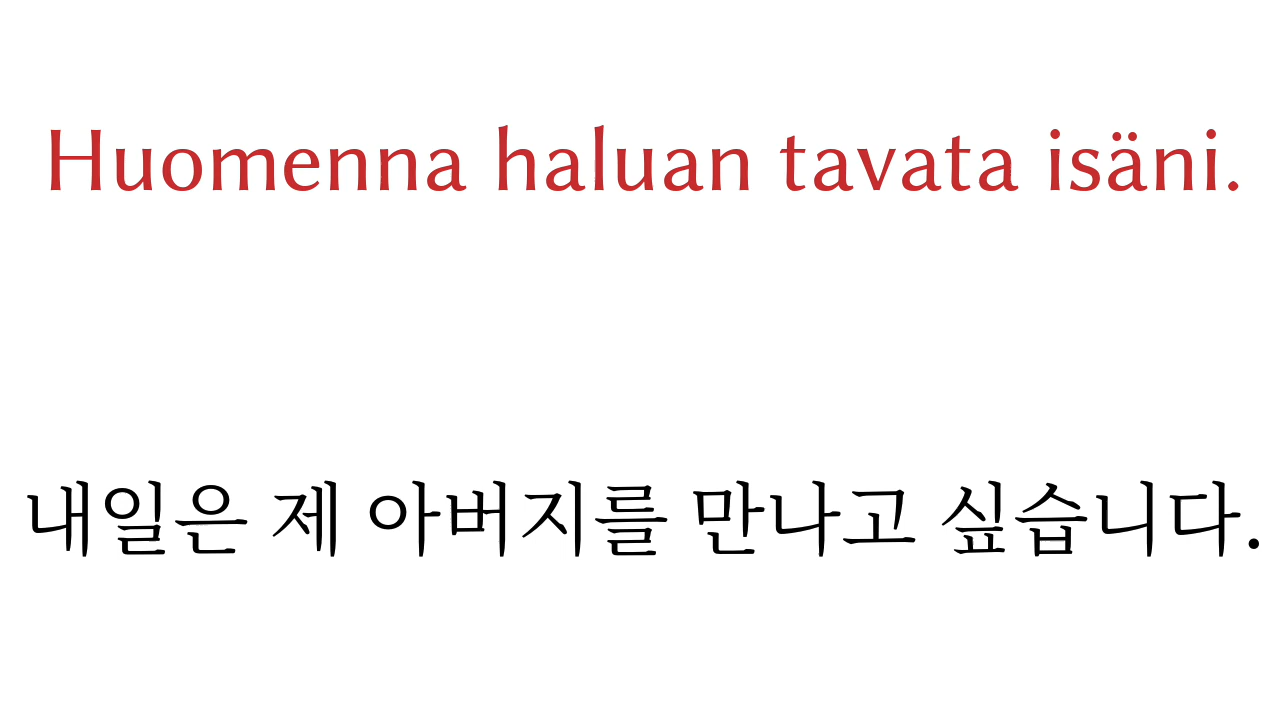 Huomenna haluan tavata isäni.
내일은 제 아버지를 만나고 싶습니다.